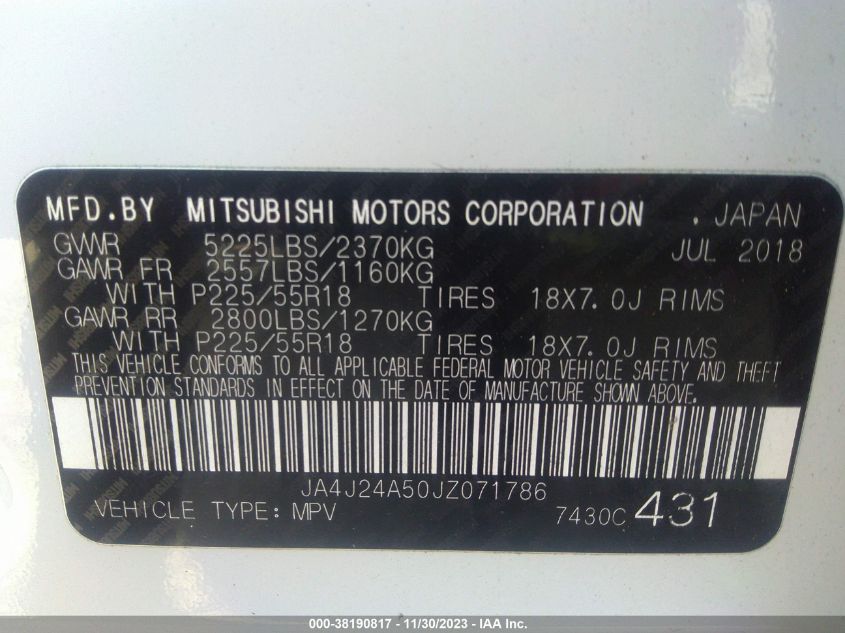 MFD.BY MITSUBISHI MOTORS CORPORATION . JAPAN
GVWR 5225LBS/2370KG JUL 2018
GAWR FR 2557LBS/1160KG
WITH P225/55R18 TIRES 18X7.0J RIMS
GAWR RR 2800LBS/1270KG
WITH P225/55R18 TIRES 18X7.0J RIMS
THIS VEHICLE CONFORMS TO ALL APPLICABLE FEDERAL MOTOR VEHICLE SAFETY AND THEFT
PREVENTION STANDARDS IN EFFECT ON THE DATE OF MANUFACTURE SHOWN ABOVE.
JA4J24A50JZ071786
VEHICLE TYPE: MPV 7430C 431
000-38190817 - 11/30/2023 - IAA Inc.